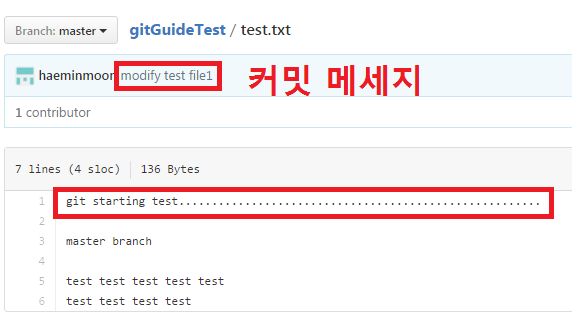 Branch: master gitGuideTest / test.txt
haeminmoor modify test file1 커밋 메세지
1 contributor
7 lines (4 sloc) 136 Bytes
1 git starting test........................................................
2
3 master branch
4
5 test test test test test
6 test test test test